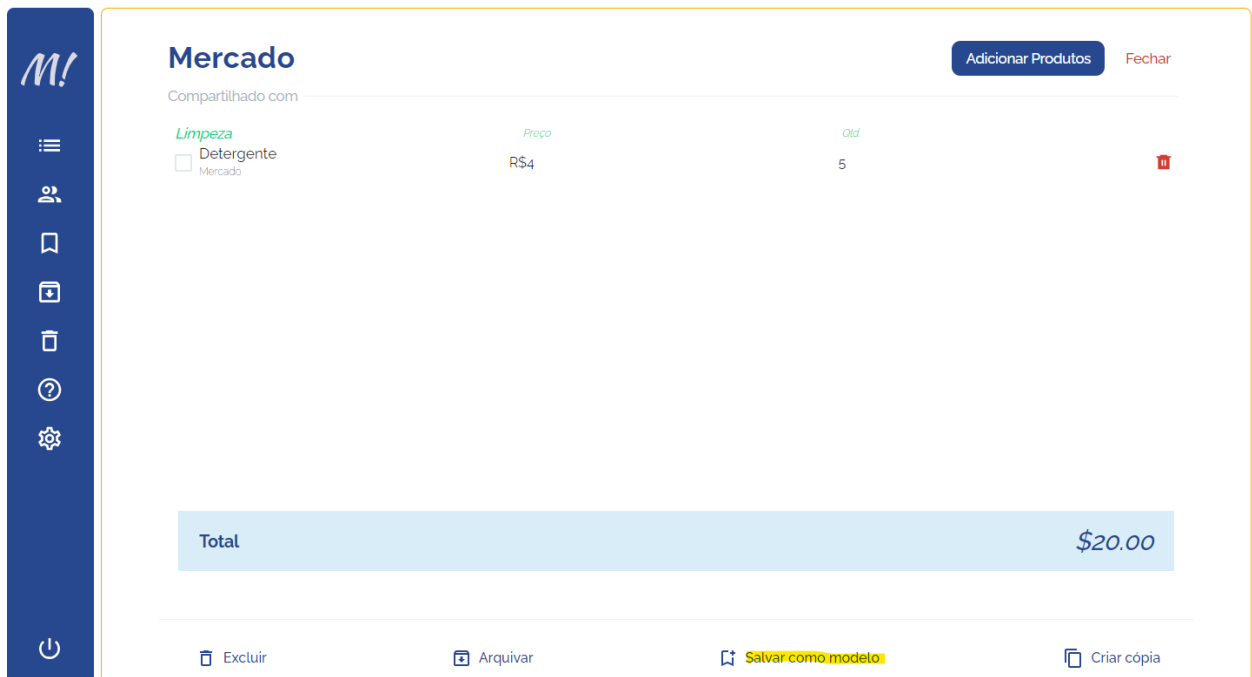 M!
Mercado
Adicionar Produtos
Fechar
Compartilhado com
Limpeza Preço Qtd.
Detergente
Mercado
R$4 5
Total $20.00
Excluir Arquivar Salvar como modelo Criar cópia